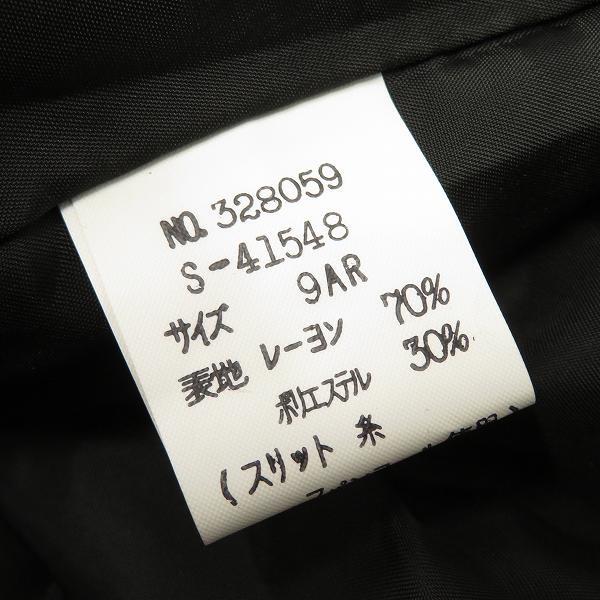 NO. 328059
S-41548
サイズ 9AR
表地 レーヨン 70%
ポリエステル 30%
(スリット 糸